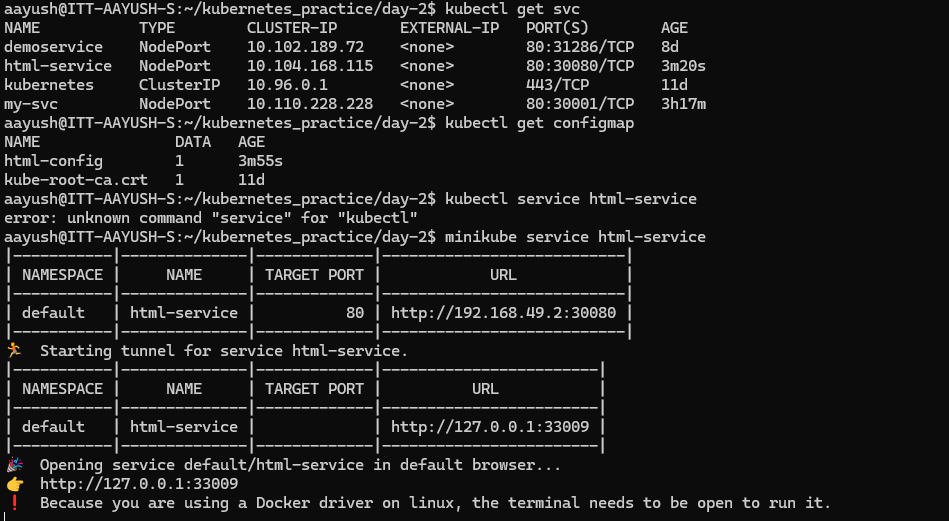 aayush@ITT-AAYUSH-S:~/kubernetes_practice/day-2$ kubectl get svc
NAME           TYPE        CLUSTER-IP       EXTERNAL-IP   PORT(S)        AGE
demoservice    NodePort    10.102.189.72    <none>        80:31286/TCP   8d
html-service   NodePort    10.104.168.115   <none>        80:30080/TCP   3m20s
kubernetes     ClusterIP   10.96.0.1        <none>        443/TCP        11d
my-svc         NodePort    10.110.228.228   <none>        80:30001/TCP   3h17m
aayush@ITT-AAYUSH-S:~/kubernetes_practice/day-2$ kubectl get configmap
NAME               DATA   AGE
html-config        1      3m55s
kube-root-ca.crt   1      11d
aayush@ITT-AAYUSH-S:~/kubernetes_practice/day-2$ kubectl service html-service
error: unknown command "service" for "kubectl"
aayush@ITT-AAYUSH-S:~/kubernetes_practice/day-2$ minikube service html-service
|-----------|--------------|-------------|---------------------------|
| NAMESPACE |     NAME     | TARGET PORT |            URL            |
|-----------|--------------|-------------|---------------------------|
| default   | html-service |          80 | http://192.168.49.2:30080 |
|-----------|--------------|-------------|---------------------------|
🏃  Starting tunnel for service html-service.
|-----------|--------------|-------------|------------------------|
| NAMESPACE |     NAME     | TARGET PORT |          URL           |
|-----------|--------------|-------------|------------------------|
| default   | html-service |             | http://127.0.0.1:33009 |
|-----------|--------------|-------------|------------------------|
🎉  Opening service default/html-service in default browser...
👉  http://127.0.0.1:33009
❗  Because you are using a Docker driver on linux, the terminal needs to be open to run it.